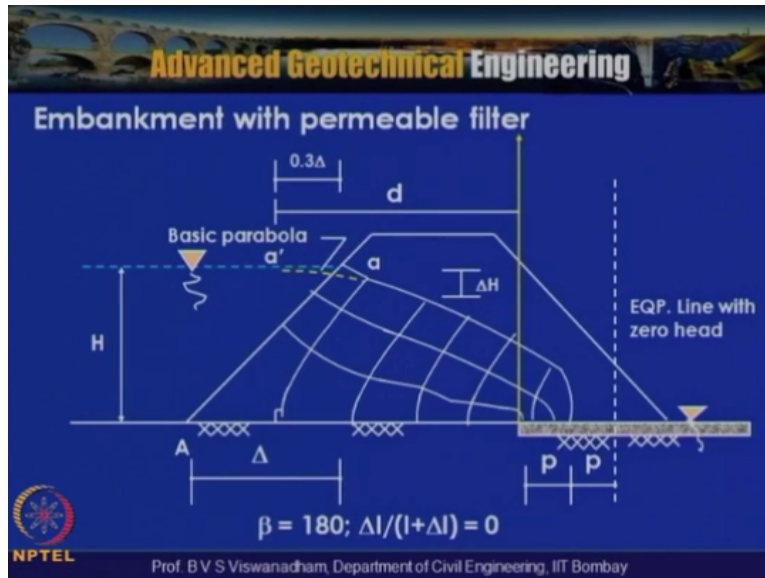 Advanced Geotechnical Engineering
Embankment with permeable filter
0.3Δ
d
Basic parabola
a'
a
ΔH
H
EQP. Line with
zero head
A
Δ
p p
β = 180; Δl/(l+Δl) = 0
NPTEL
Prof. B V S Viswanadham, Department of Civil Engineering, IIT Bombay